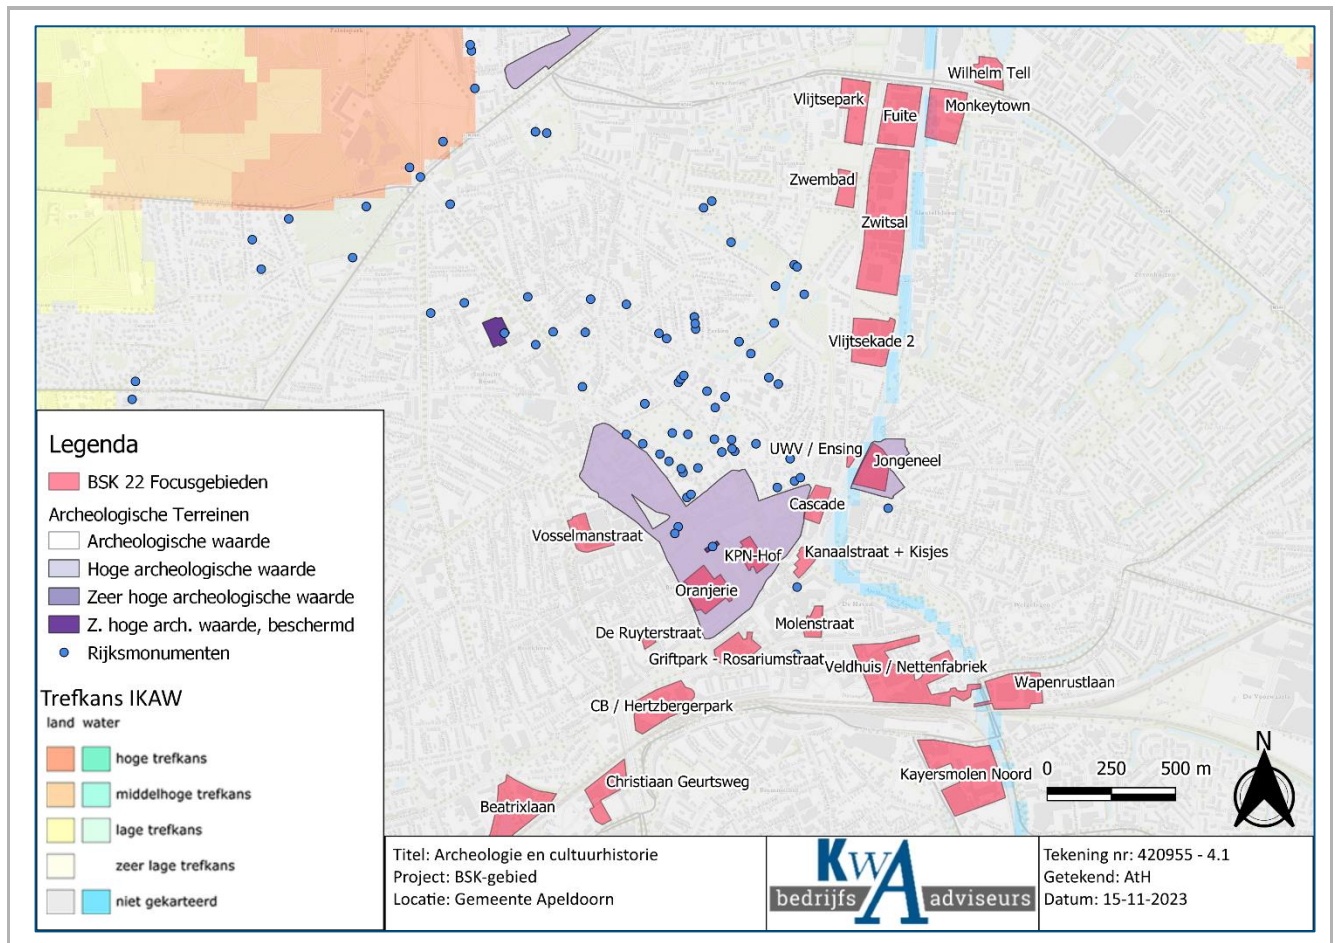 Wilhelm Tell
Vlijtsepark
Fuite
Monkeytown
Zwembad
Zwitsal
Vlijtsekade 2
UWV / Ensing
Jongeneel
Cascade
Vosselmanstraat
KPN-Hof
Kanaalstraat + Kisjes
Oranjerie
De Ruyterstraat
Molenstraat
Griftpark - Rosariumstraat
Veldhuis / Nettenfabriek
Wapenrustlaan
CB / Hertzbergerpark
Christiaan Geurtsweg
Kayersmolen Noord
Beatrixlaan
N
0 250 500 m
Legenda
BSK 22 Focusgebieden
Archeologische Terreinen
Archeologische waarde
Hoge archeologische waarde
Zeer hoge archeologische waarde
Z. hoge arch. waarde, beschermd
Rijksmonumenten
Trefkans IKAW
land water
hoge trefkans
middelhoge trefkans
lage trefkans
zeer lage trefkans
niet gekarteerd
Titel: Archeologie en cultuurhistorie
Project: BSK-gebied
Locatie: Gemeente Apeldoorn
KWA
bedrijfs adviseurs
Tekening nr: 420955 - 4.1
Getekend: AtH
Datum: 15-11-2023